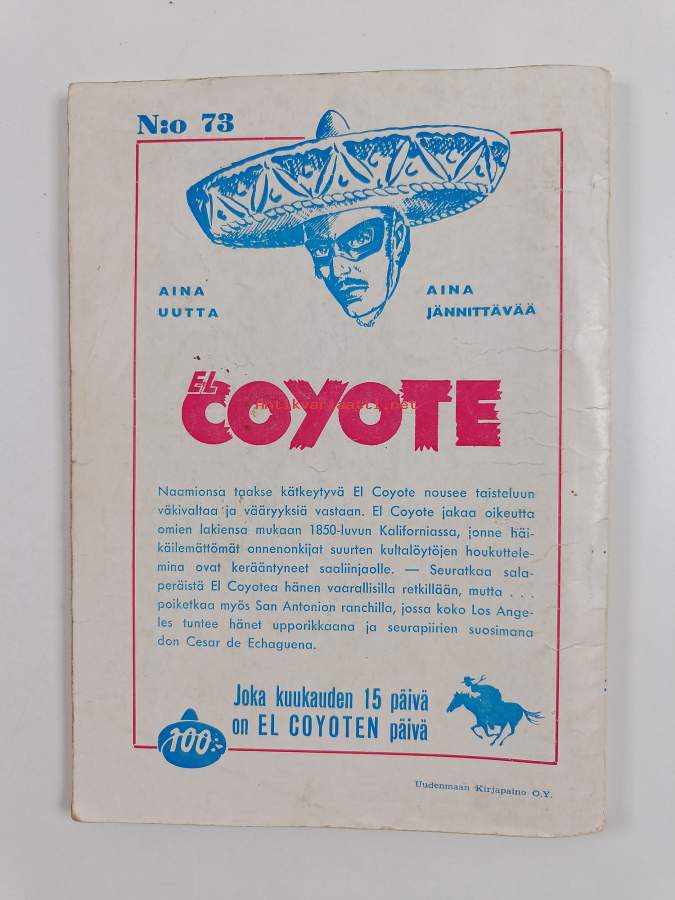 N:o 73
AINA
UUTTA
AINA
JÄNNITTÄVÄÄ
EL
COYOTE
antikvariaatti.net
Naamionsa taakse kätkeytyvä El Coyote nousee taisteluun
väkivaltaa ja vääryyksiä vastaan. El Coyote jakaa oikeutta
omien lakiensa mukaan 1850-luvun Kaliforniassa, jonne häi-
käilemättömät onnenonkijat suurten kultalöytöjen houkuttele-
mina ovat kerääntyneet saaliinjaolle. — Seuratkaa sala-
peräistä El Coyotea hänen vaarallisilla retkillään, mutta . . .
poiketkaa myös San Antonion ranchilla, jossa koko Los Ange-
les tuntee hänet upporikkaana ja seurapiirien suosimana
don Cesar de Echaguena.
Joka kuukauden 15 päivä
on EL COYOTEN päivä
100:-
Uudenmaan Kirjapaino O.Y.